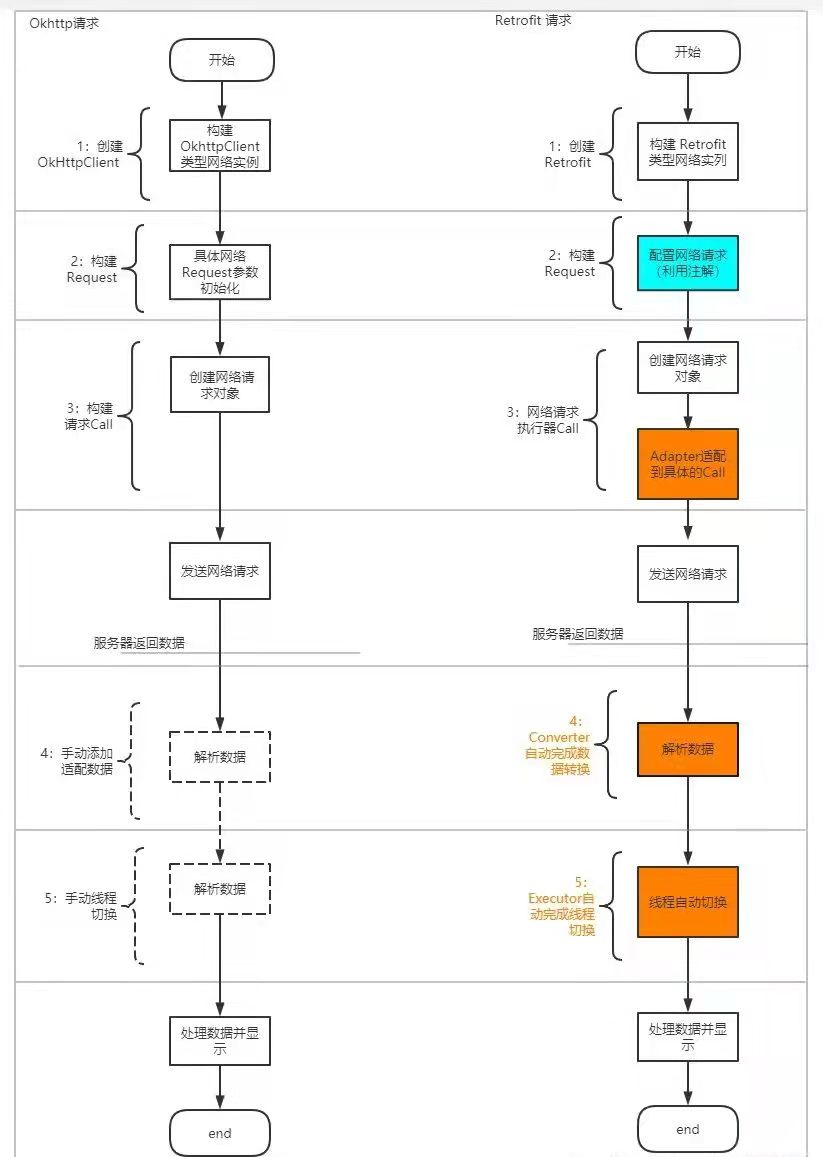 Okhttp请求
Retrofit 请求
开始
开始
1：创建
OkHttpClient
构建
OkhttpClient
类型网络实例
1：创建
Retrofit
构建 Retrofit
类型网络实列
2：构建
Request
具体网络
Request参数
初始化
2：构建
Request
配置网络请求
（利用注解）
3：构建
请求Call
创建网络请
求对象
3：网络请求
执行器Call
创建网络请求
对象
Adapter适配
到具体的Call
发送网络请求
发送网络请求
服务器返回数据
服务器返回数据
4：手动添加
适配数据
解析数据
4：
Converter
自动完成数
据转换
解析数据
5：手动线程
切换
解析数据
5：
Executor自
动完成线程
切换
线程自动切换
处理数据并显
示
处理数据并显
示
end
end